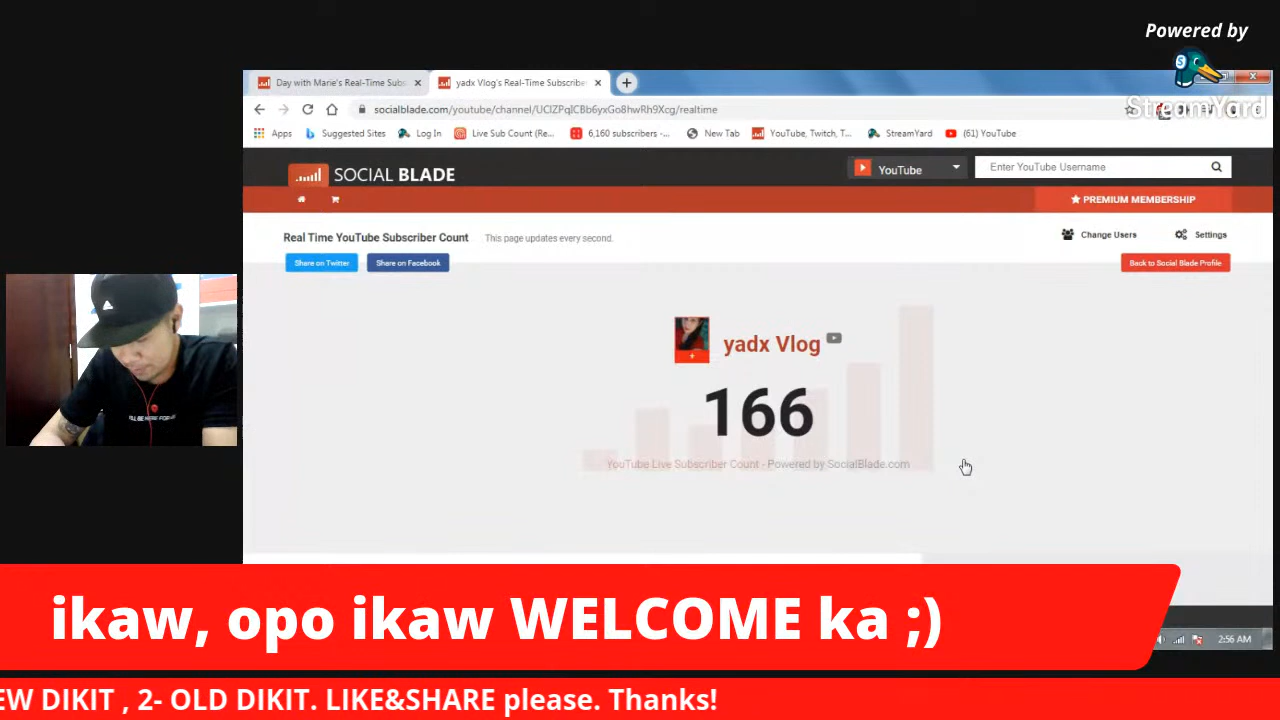 Powered by
StreamYard
Day with Marie's Real-Time Subs
yadx Vlog's Real-Time Subscribe
socialblade.com/youtube/channel/UClZPqICBb6yxGo8hwRh9Xcg/realtime
Apps
Suggested Sites
Log In
Live Sub Count (Re...
6,160 subscribers -...
New Tab
YouTube, Twitch, T...
StreamYard
(61) YouTube
SOCIAL BLADE
YouTube
Enter YouTube Username
PREMIUM MEMBERSHIP
Real Time YouTube Subscriber Count
This page updates every second.
Change Users
Settings
Share on Twitter
Share on Facebook
Back to Social Blade Profile
yadx Vlog
166
YouTube Live Subscriber Count - Powered by SocialBlade.com
2:56 AM
ikaw, opo ikaw WELCOME ka ;)
EW DIKIT , 2- OLD DIKIT. LIKE&SHARE please. Thanks!